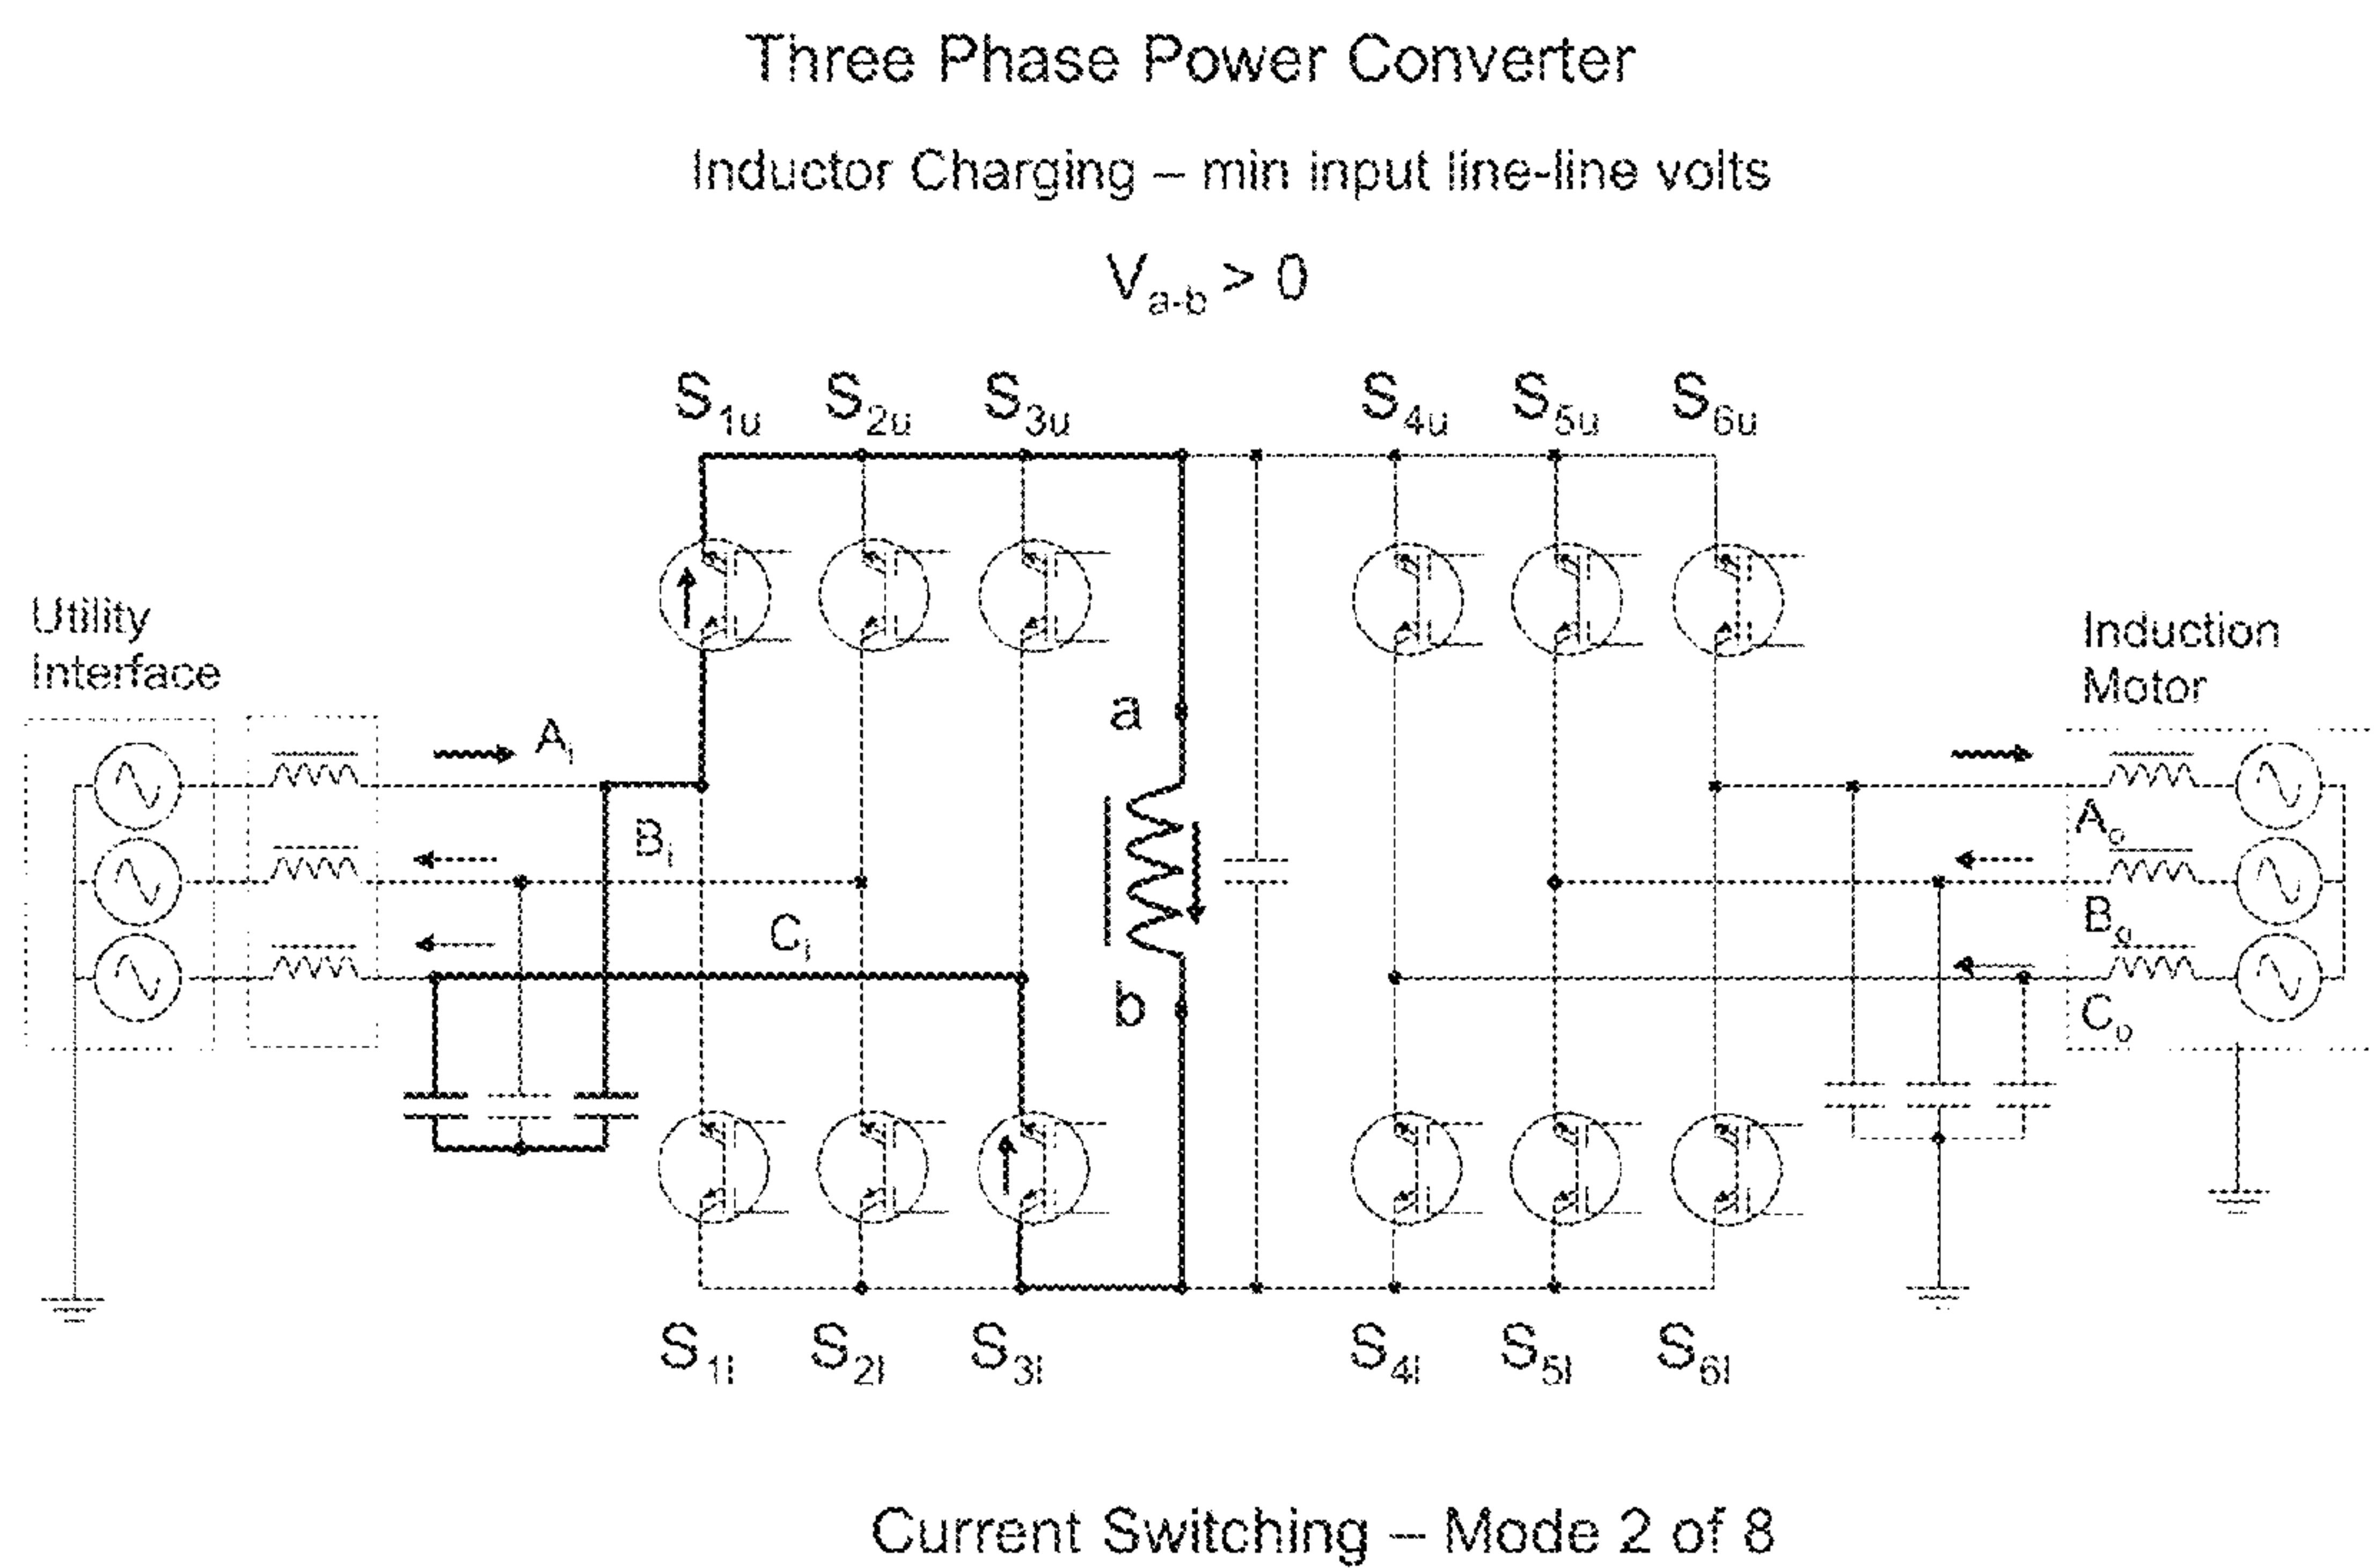 Three Phase Power Converter
Inductor Charging – min input line-line volts
Va-b > 0
S1u S2u S3u S4u S5u S6u
Utility
Interface
Induction
Motor
Ai
a
Bi
Ao
Ci
Bo
b
Co
S1l S2l S3l S4l S5l S6l
Current Switching – Mode 2 of 8